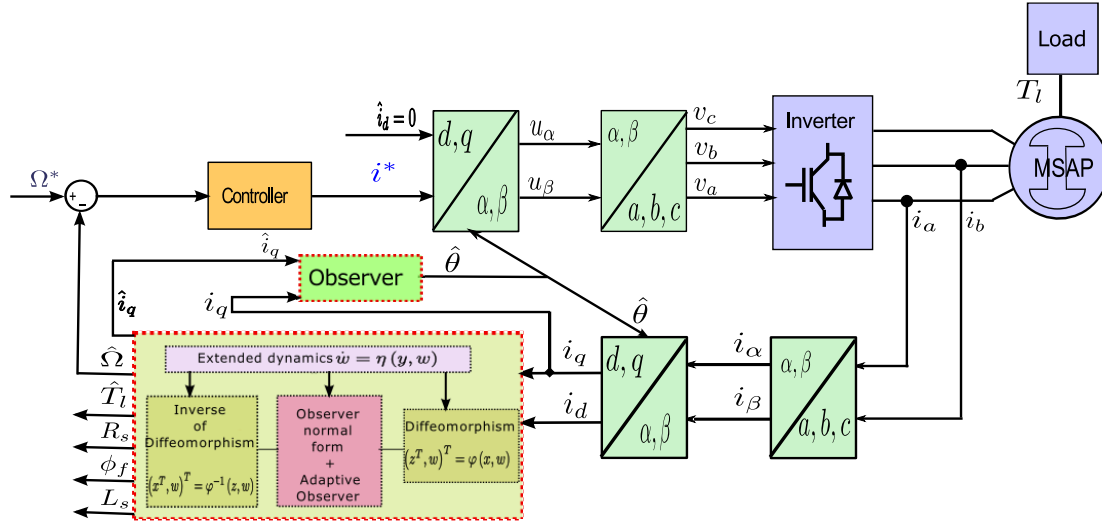 Load
T_l
î_d = 0
d, q
α, β
u_α
u_β
α, β
a, b, c
v_c
v_b
v_a
Inverter
MSAP
Ω*
+
-
Controller
i*
i_a
i_b
î_q
Observer
θ̂
î_q
i_q
θ̂
Ω̂
T̂_l
R_s
ϕ_f
L_s
Extended dynamics ẇ = η (y, w)
Inverse
of
Diffeomorphism
(x^T, w)^T = φ^{-1} (z, w)
Observer
normal
form
+
Adaptive
Observer
Diffeomorphism
(z^T, w)^T = φ (x, w)
i_q
i_d
d, q
α, β
i_α
i_β
α, β
a, b, c